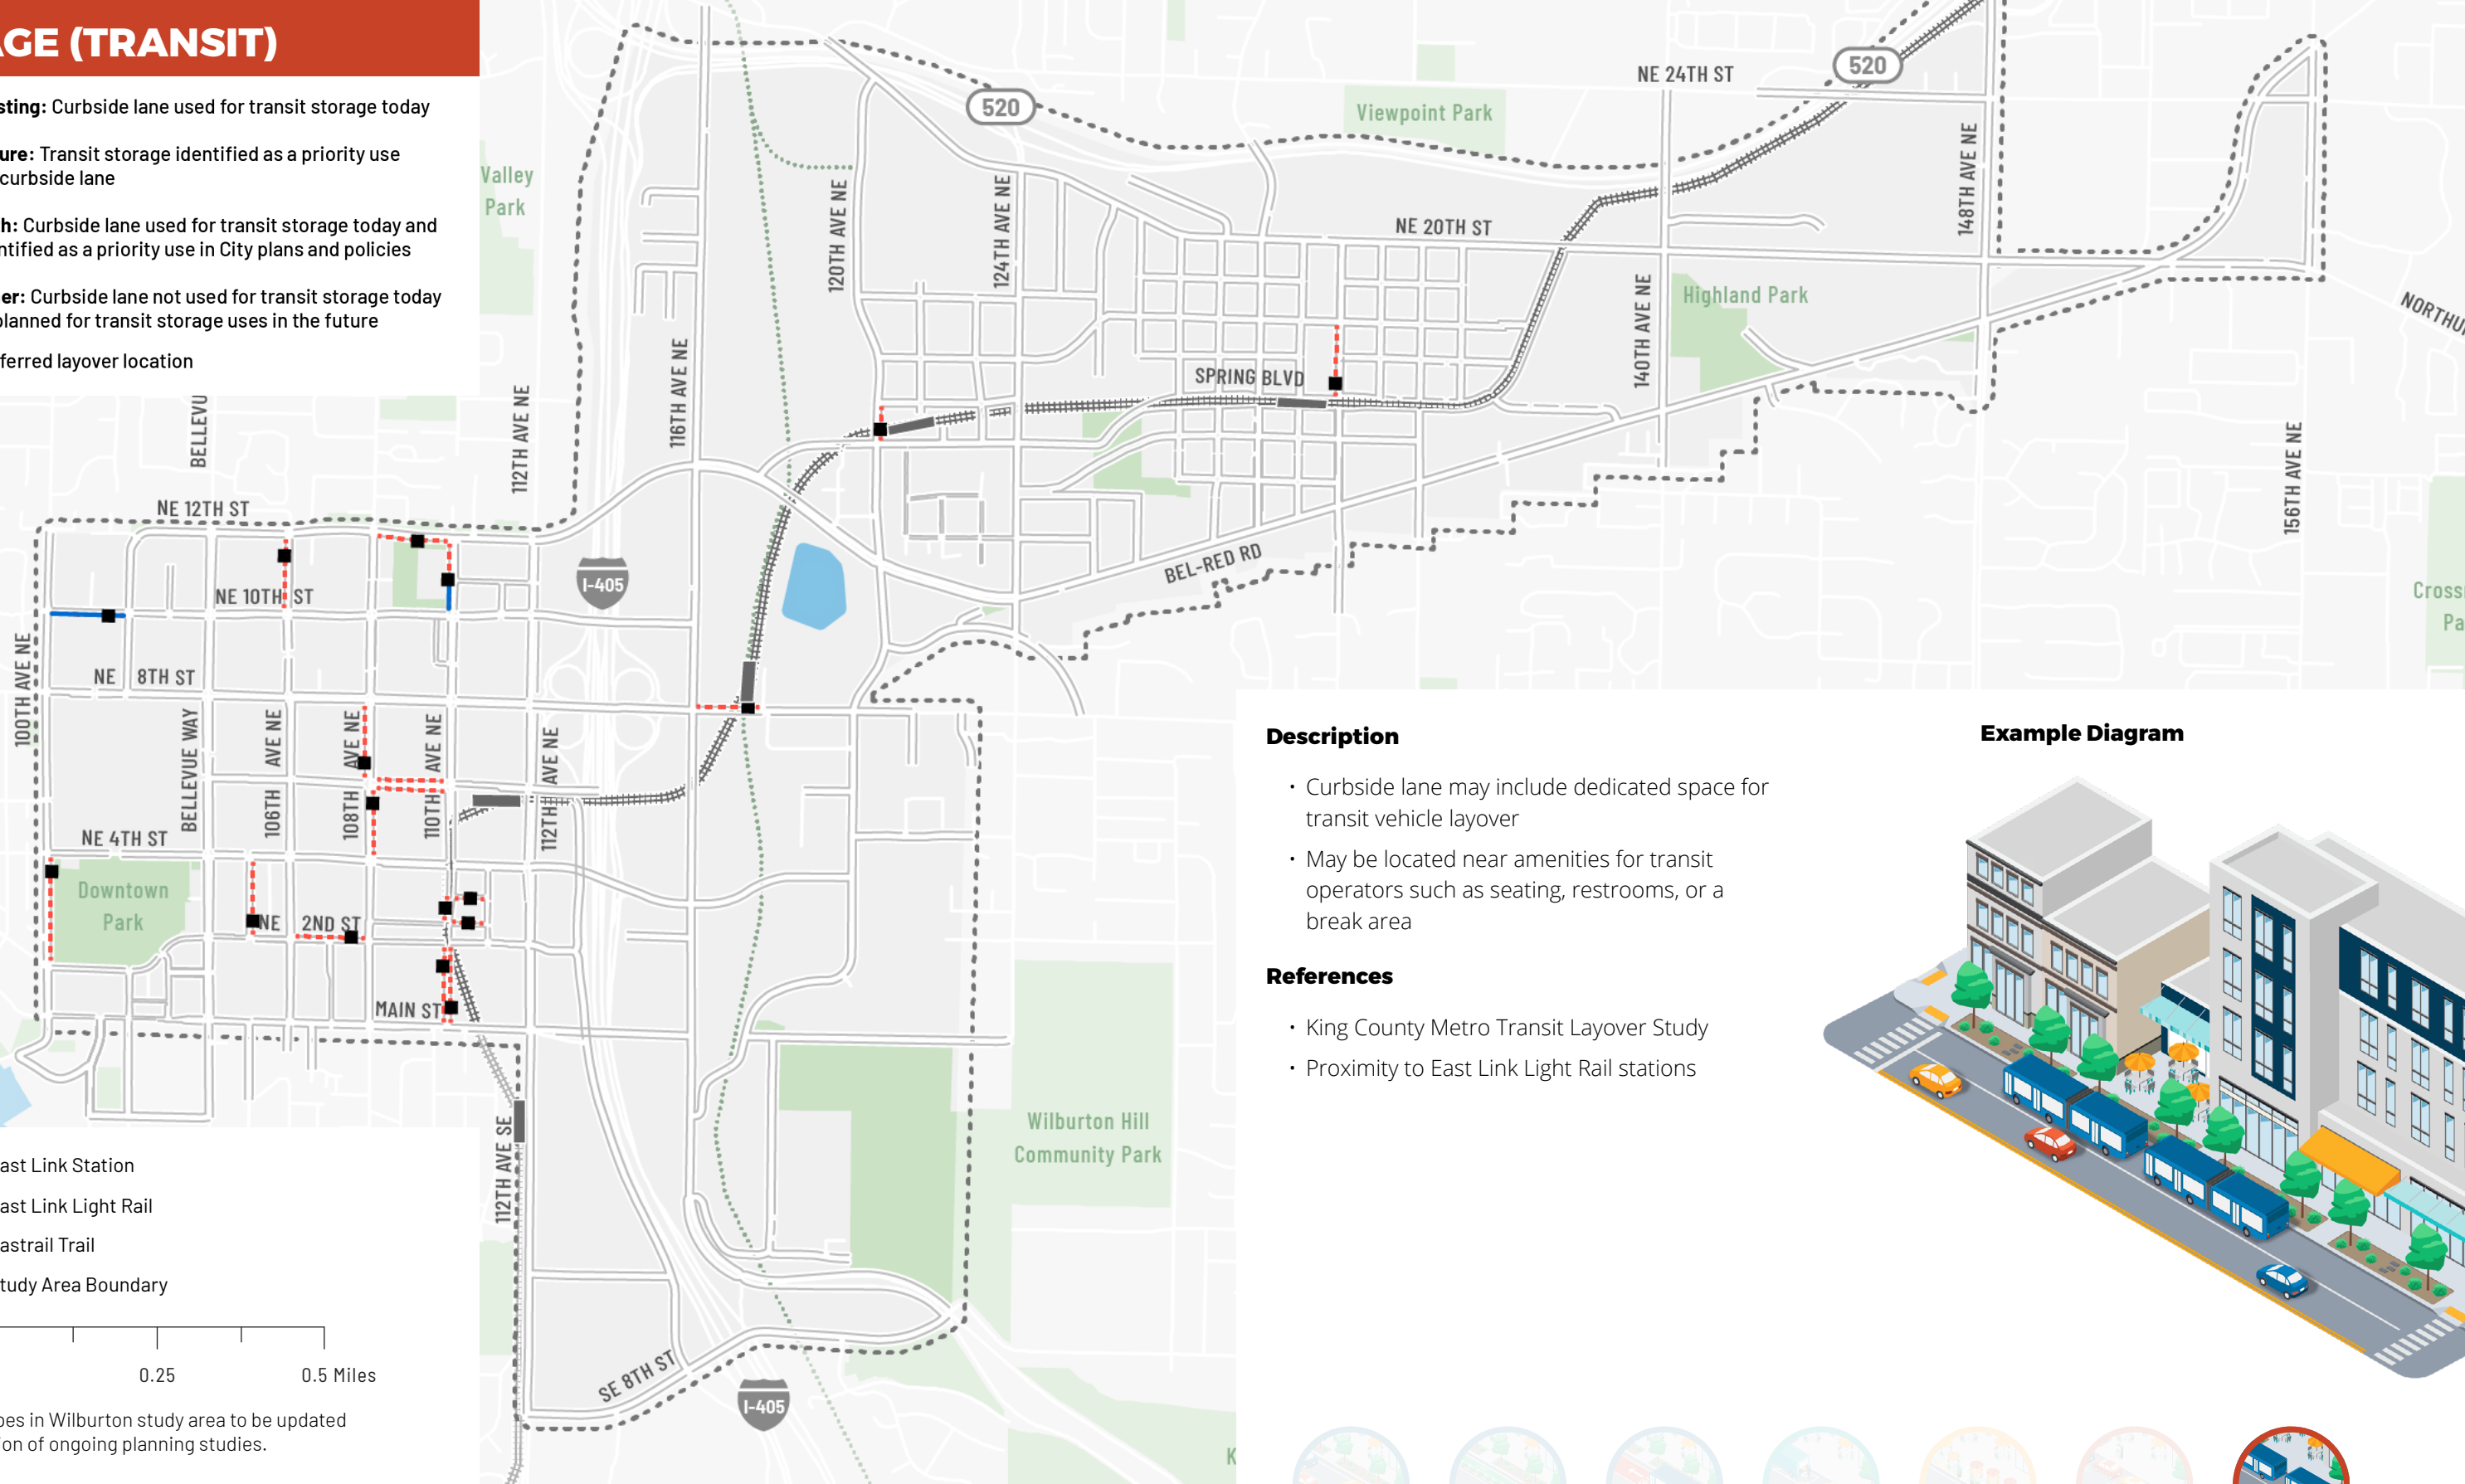 AGE (TRANSIT)
sting: Curbside lane used for transit storage today
ure: Transit storage identified as a priority use
curbside lane
h: Curbside lane used for transit storage today and
ntified as a priority use in City plans and policies
er: Curbside lane not used for transit storage today
planned for transit storage uses in the future
ferred layover location
520
520
NE 24TH ST
Viewpoint Park
Valley
Park
120TH AVE NE
124TH AVE NE
NE 20TH ST
148TH AVE NE
140TH AVE NE
Highland Park
NORTHU
116TH AVE NE
SPRING BLVD
112TH AVE NE
BELLEVU
156TH AVE NE
NE 12TH ST
I-405
BEL-RED RD
NE 10TH ST
Cross
Pa
100TH AVE NE
NE 8TH ST
BELLEVUE WAY
106TH AVE NE
108TH AVE NE
110TH AVE NE
112TH AVE NE
NE 4TH ST
Downtown
Park
NE 2ND ST
MAIN ST
112TH AVE SE
Wilburton Hill
Community Park
SE 8TH ST
I-405
K
ast Link Station
ast Link Light Rail
astrail Trail
tudy Area Boundary
0.25
0.5 Miles
pes in Wilburton study area to be updated
ion of ongoing planning studies.
Description
• Curbside lane may include dedicated space for
transit vehicle layover
• May be located near amenities for transit
operators such as seating, restrooms, or a
break area
References
• King County Metro Transit Layover Study
• Proximity to East Link Light Rail stations
Example Diagram